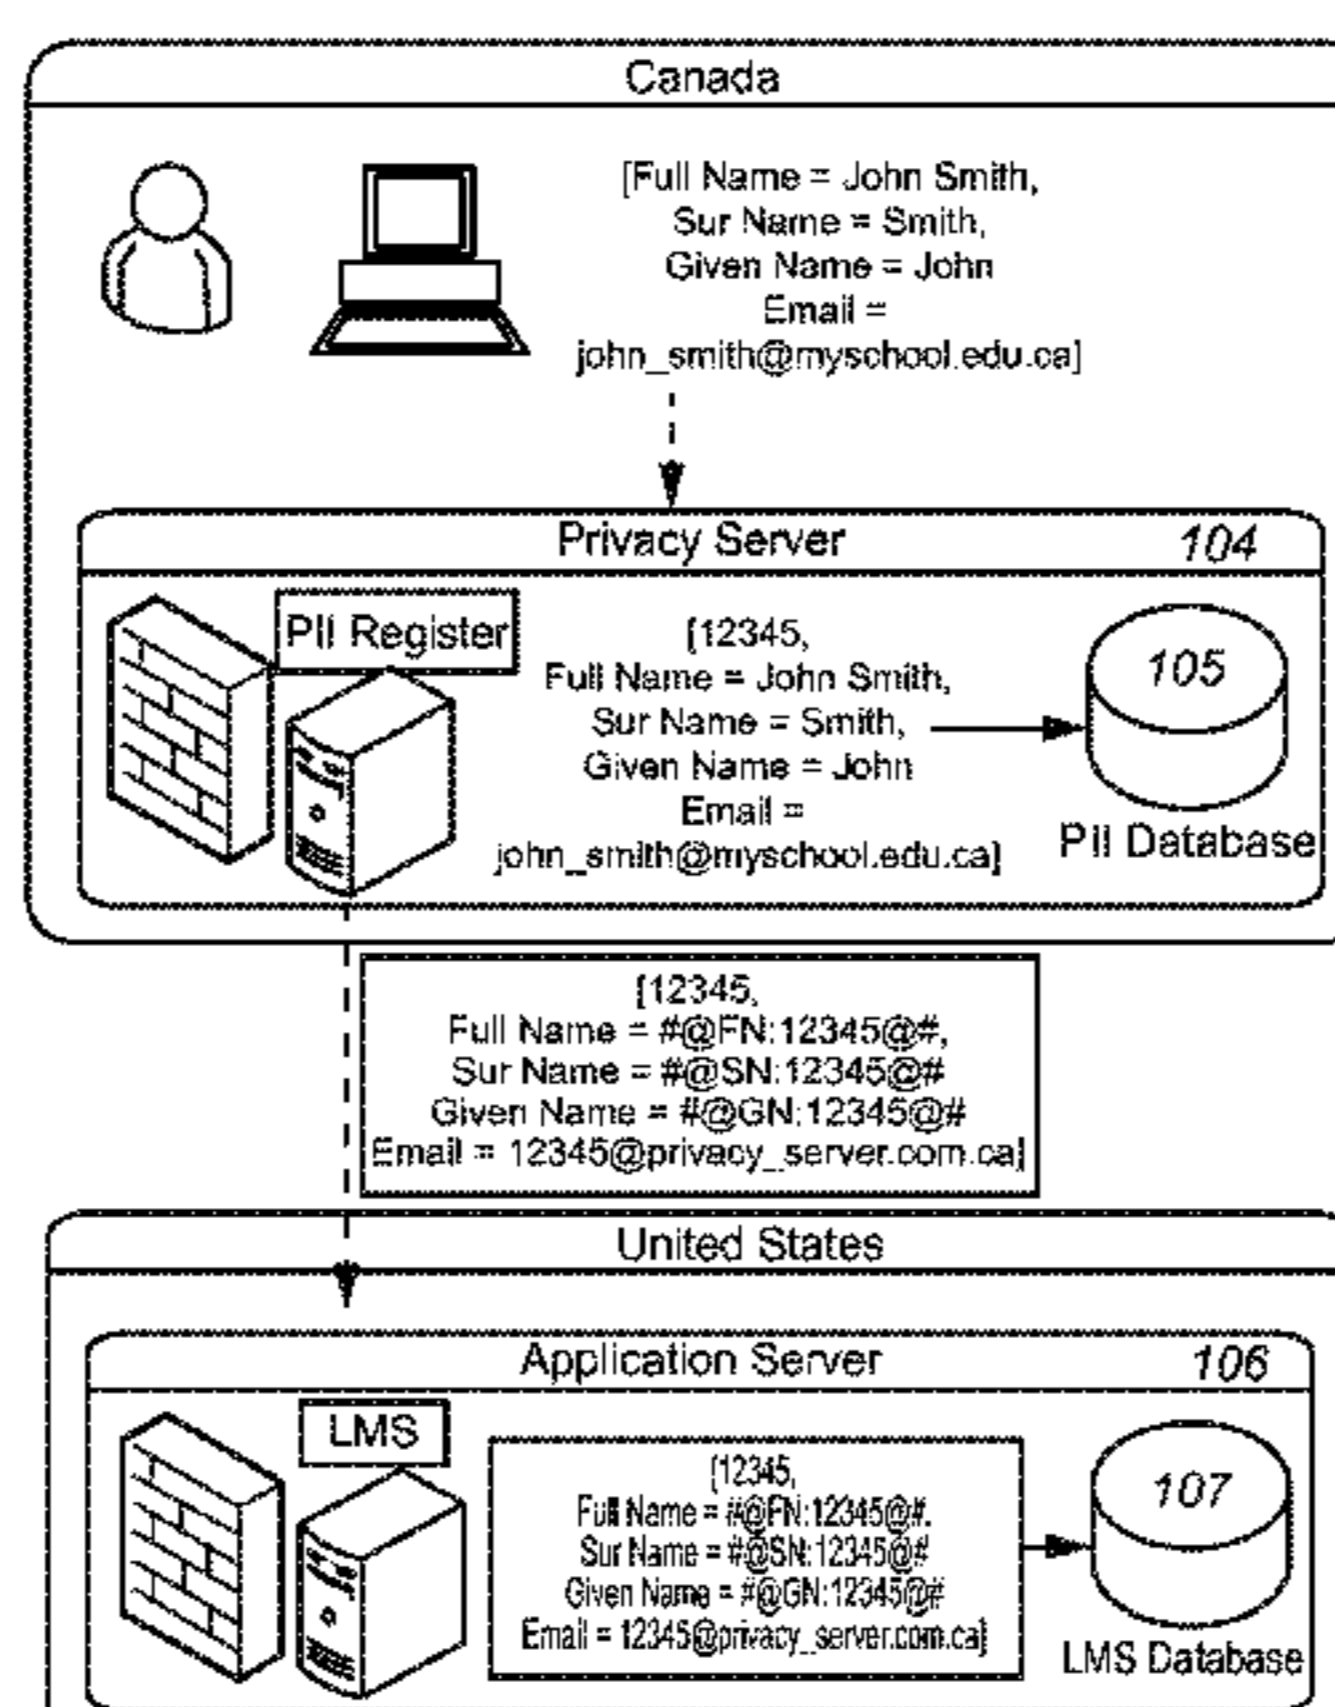 Canada
[Full Name = John Smith,
Sur Name = Smith,
Given Name = John
Email =
john_smith@myschool.edu.ca]
Privacy Server
104
PII Register
[12345,
Full Name = John Smith,
Sur Name = Smith,
Given Name = John
Email =
john_smith@myschool.edu.ca]
105
PII Database
[12345,
Full Name = #@FN:12345@#,
Sur Name = #@SN:12345@#
Given Name = #@GN:12345@#
Email = 12345@privacy_server.com.ca]
United States
Application Server
106
LMS
[12345,
Full Name = #@FN:12345@#.
Sur Name = #@SN:12345@#
Given Name = #@GN:12345@#
Email = 12345@privacy_server.com.ca]
107
LMS Database